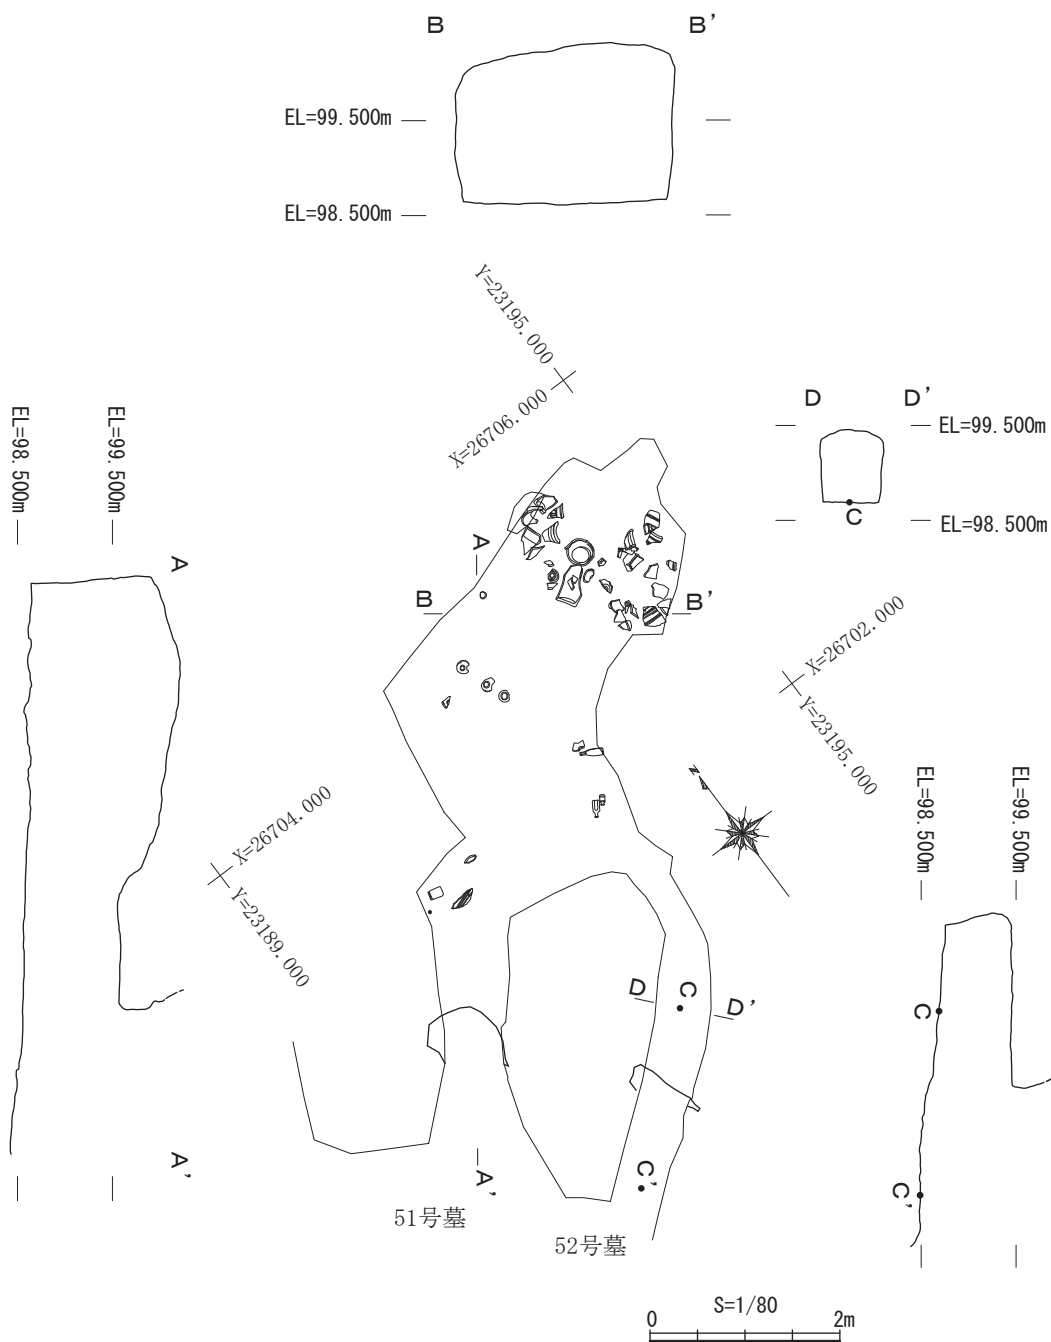 B B'
EL=99.500m
EL=98.500m
Y=23195.000
X=26706.000
D D'
EL=99.500m
C
EL=98.500m
EL=98.500m
EL=99.500m
A
A
B B'
X=26702.000
Y=23195.000
N
X=26704.000
Y=23189.000
EL=98.500m
EL=99.500m
D C D'
C
C'
C'
A'
A'
51号墓
52号墓
S=1/80
0 2m